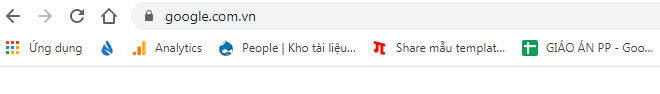 google.com.vn
Ứng dụng Analytics People | Kho tài liệu... Share mẫu templat... GIÁO ÁN PP - Goo...